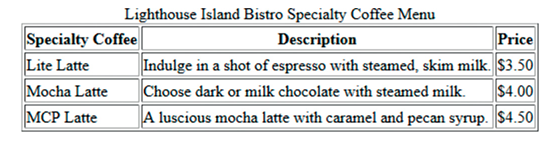 Lighthouse Island Bistro Specialty Coffee Menu
Specialty Coffee Description Price
Lite Latte Indulge in a shot of espresso with steamed, skim milk. $3.50
Mocha Latte Choose dark or milk chocolate with steamed milk. $4.00
MCP Latte A luscious mocha latte with caramel and pecan syrup. $4.50